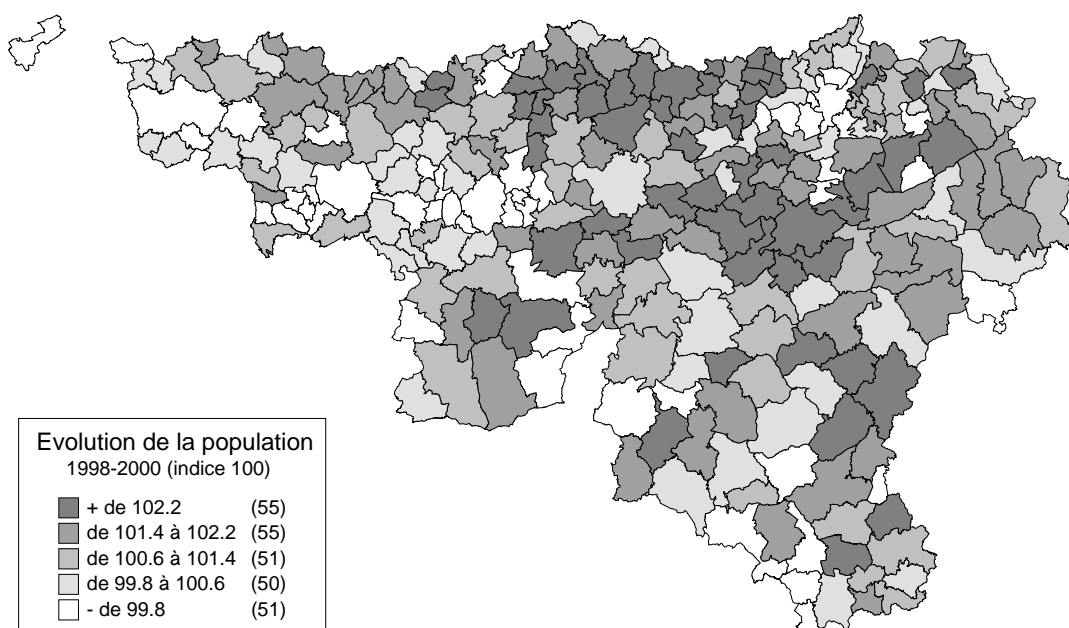 Evolution de la population
1998-2000 (indice 100)
+ de 102.2 (55)
de 101.4 à 102.2 (55)
de 100.6 à 101.4 (51)
de 99.8 à 100.6 (50)
- de 99.8 (51)